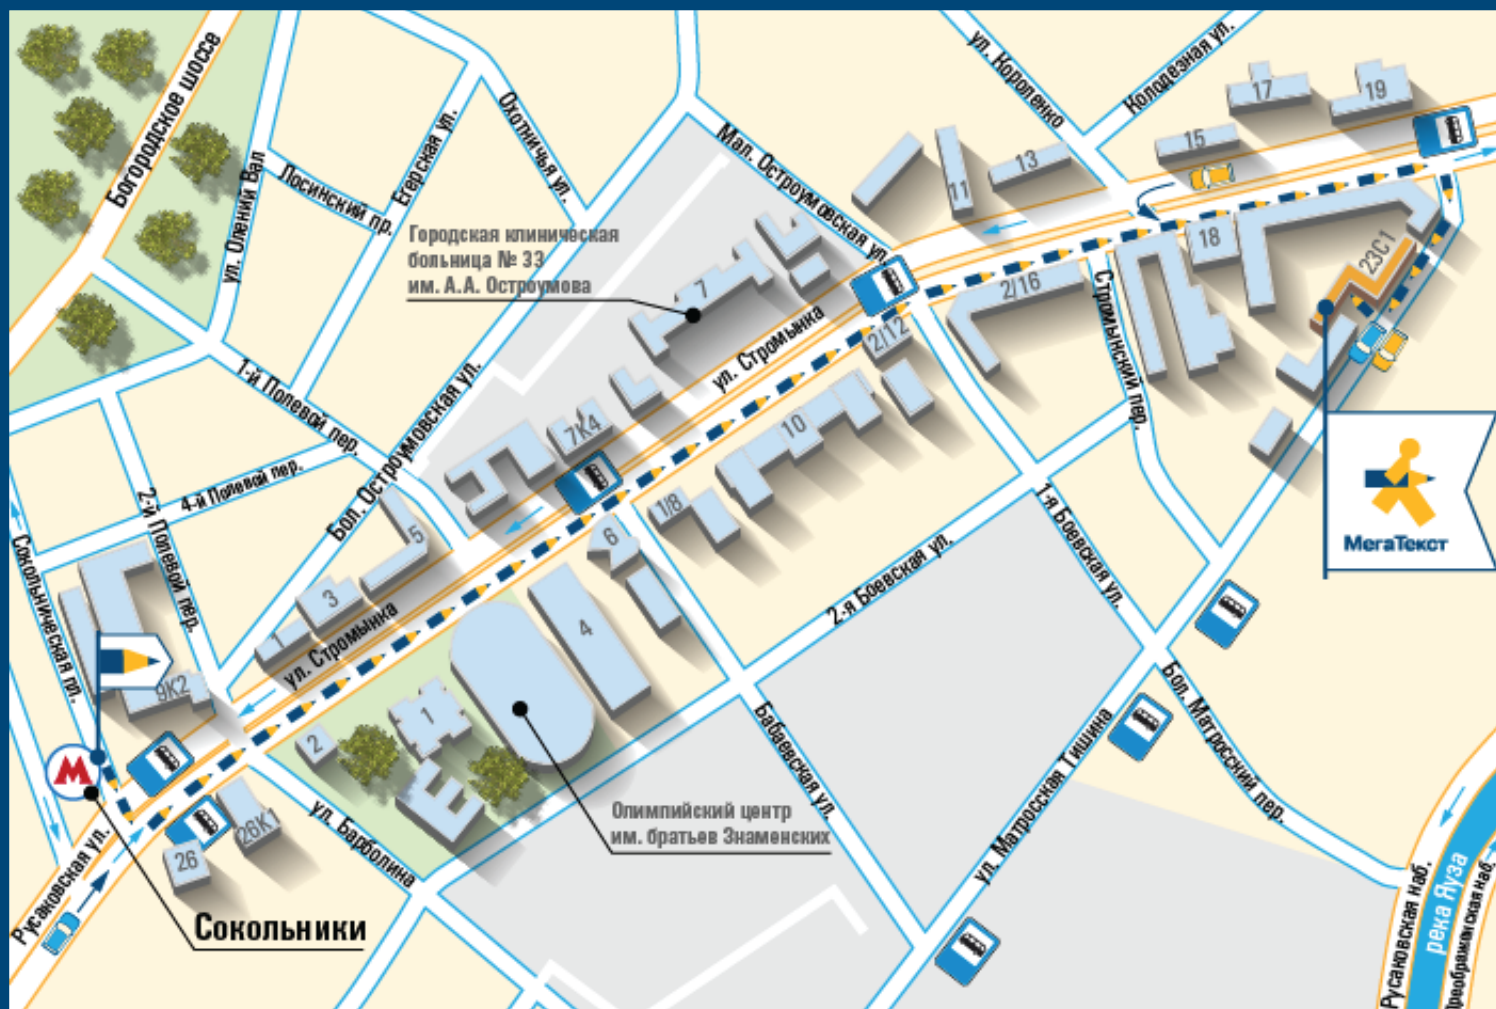 Богородское шоссе
ул. Олений Вал
Лосинский пр.
Егерская ул.
Охотничья ул.
Мал. Остроумовская ул.
ул. Короленко
Колодезная ул.
17
19
15
13
11
18
23С1
2/16
Стромынский пер.
Городская клиническая
больница № 33
им. А.А. Остроумова
7
ул. Стромынка
2/12
10
7К4
1/8
6
1-й Полевой пер.
Бол. Остроумовская ул.
4-й Полевой пер.
2-й Полевой пер.
Сокольническая пл.
5
3
1
ул. Стромынка
4
9К2
1
2
МегаТекст
1-я Боевская ул.
2-я Боевская ул.
Бабаевская ул.
Бол. Матросский пер.
ул. Матросская Тишина
Олимпийский центр
им. братьев Знаменских
ул. Барболина
26К1
26
М
Русаковская ул.
Сокольники
Русаковская наб.
река Яуза
Преображенская наб.